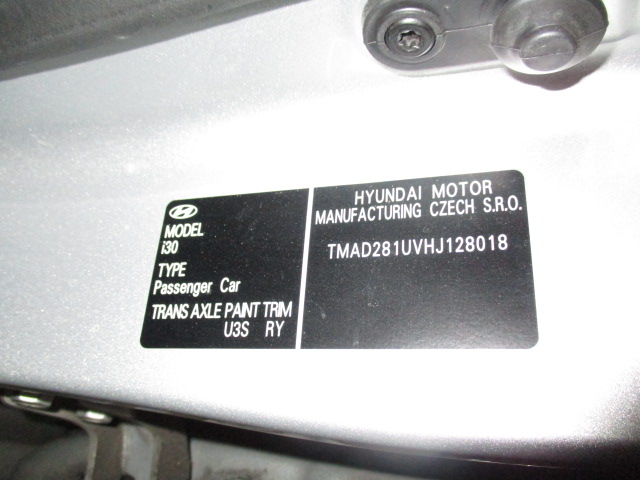 MODEL
i30
TYPE
Passenger Car
TRANS AXLE PAINT TRIM
U3S RY
HYUNDAI MOTOR
MANUFACTURING CZECH S.R.O.
TMAD281UVHJ128018